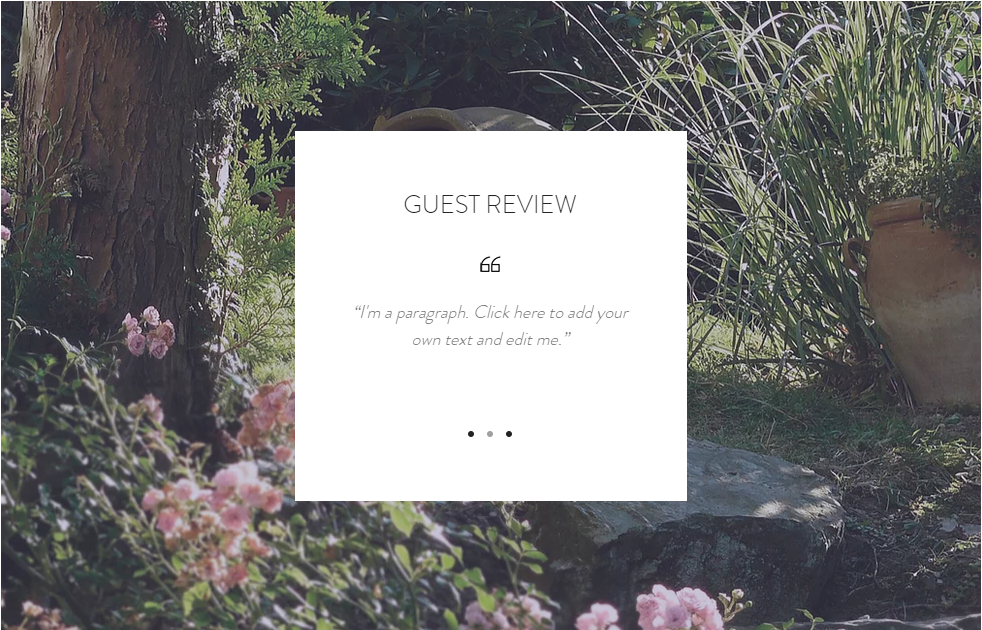 GUEST REVIEW
“
“I'm a paragraph. Click here to add your
own text and edit me.”